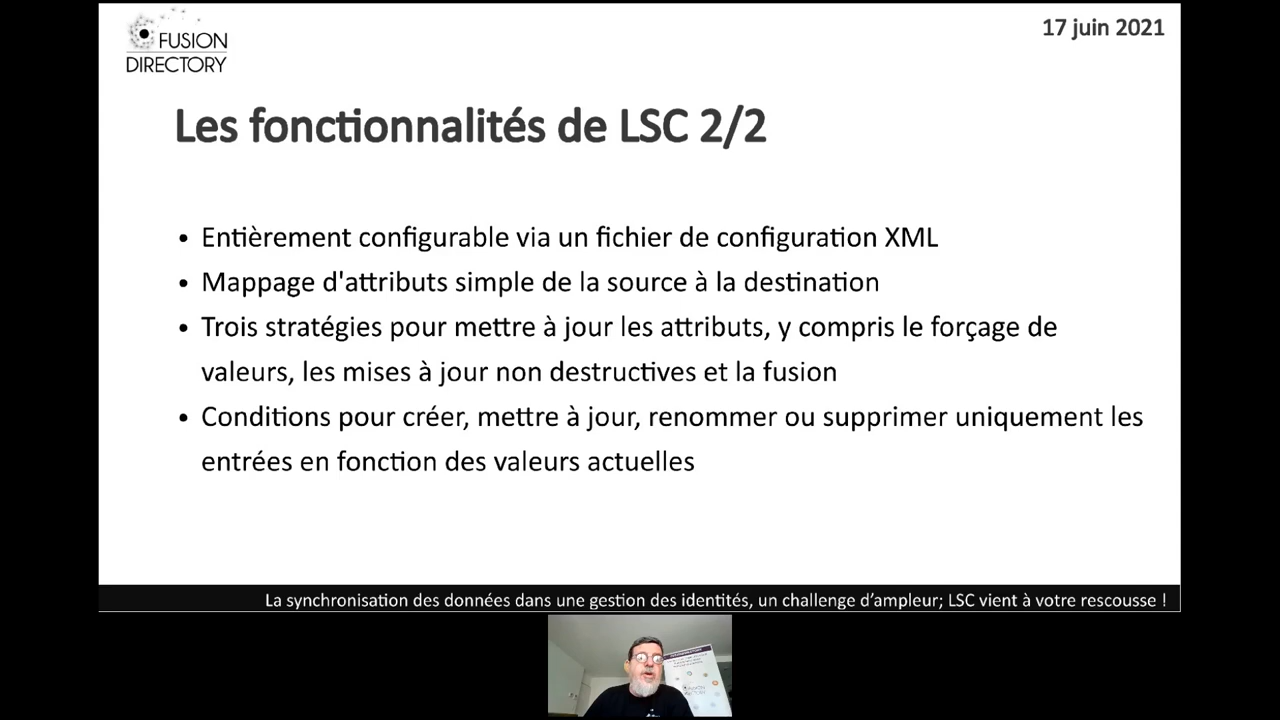 FUSION
DIRECTORY
17 juin 2021
Les fonctionnalités de LSC 2/2
• Entièrement configurable via un fichier de configuration XML
• Mappage d'attributs simple de la source à la destination
• Trois stratégies pour mettre à jour les attributs, y compris le forçage de
valeurs, les mises à jour non destructives et la fusion
• Conditions pour créer, mettre à jour, renommer ou supprimer uniquement les
entrées en fonction des valeurs actuelles
La synchronisation des données dans une gestion des identités, un challenge d'ampleur; LSC vient à votre rescousse !
FUSION
DIRECTORY